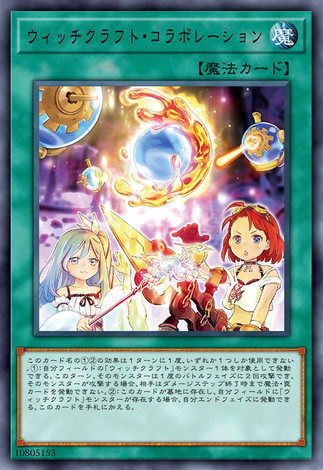 ウィッチクラフト・コラボレーション
魔
【魔法カード】
このカード名の①②の効果は1ターンに1度、いずれか1つしか使用できない
。①:自分フィールドの「ウィッチクラフト」モンスター1体を対象として発動
できる。このターン、そのモンスターは1度のバトルフェイズに2回攻撃でき、
そのモンスターが攻撃する場合、相手はダメージステップ終了時まで魔法・罠
カードを発動できない。②:このカードが墓地に存在し、自分フィールドに「ウ
ィッチクラフト」モンスターが存在する場合、自分エンドフェイズに発動できる
。このカードを手札に加える。
10805153